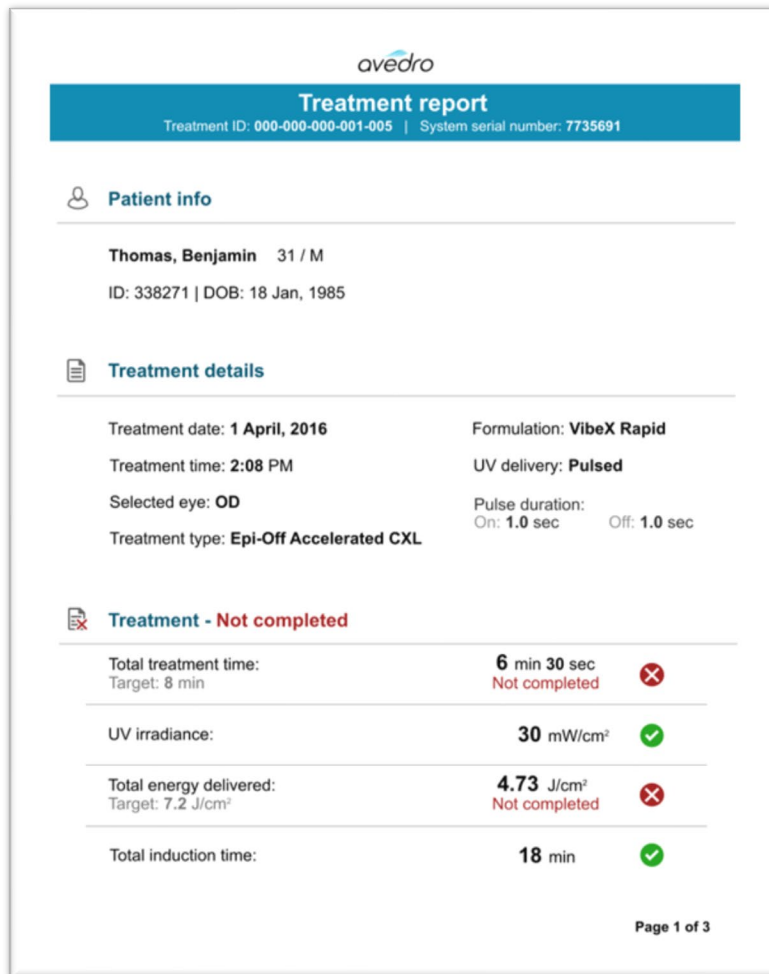 avedro
Treatment report
Treatment ID: 000-000-000-001-005 | System serial number: 7735691
Patient info
Thomas, Benjamin 31 / M
ID: 338271 | DOB: 18 Jan, 1985
Treatment details
Treatment date: 1 April, 2016
Formulation: VibeX Rapid
Treatment time: 2:08 PM
UV delivery: Pulsed
Selected eye: OD
Pulse duration:
On: 1.0 sec Off: 1.0 sec
Treatment type: Epi-Off Accelerated CXL
Treatment - Not completed
Total treatment time: 6 min 30 sec
Target: 8 min Not completed
UV irradiance: 30 mW/cm²
Total energy delivered: 4.73 J/cm²
Target: 7.2 J/cm² Not completed
Total induction time: 18 min
Page 1 of 3